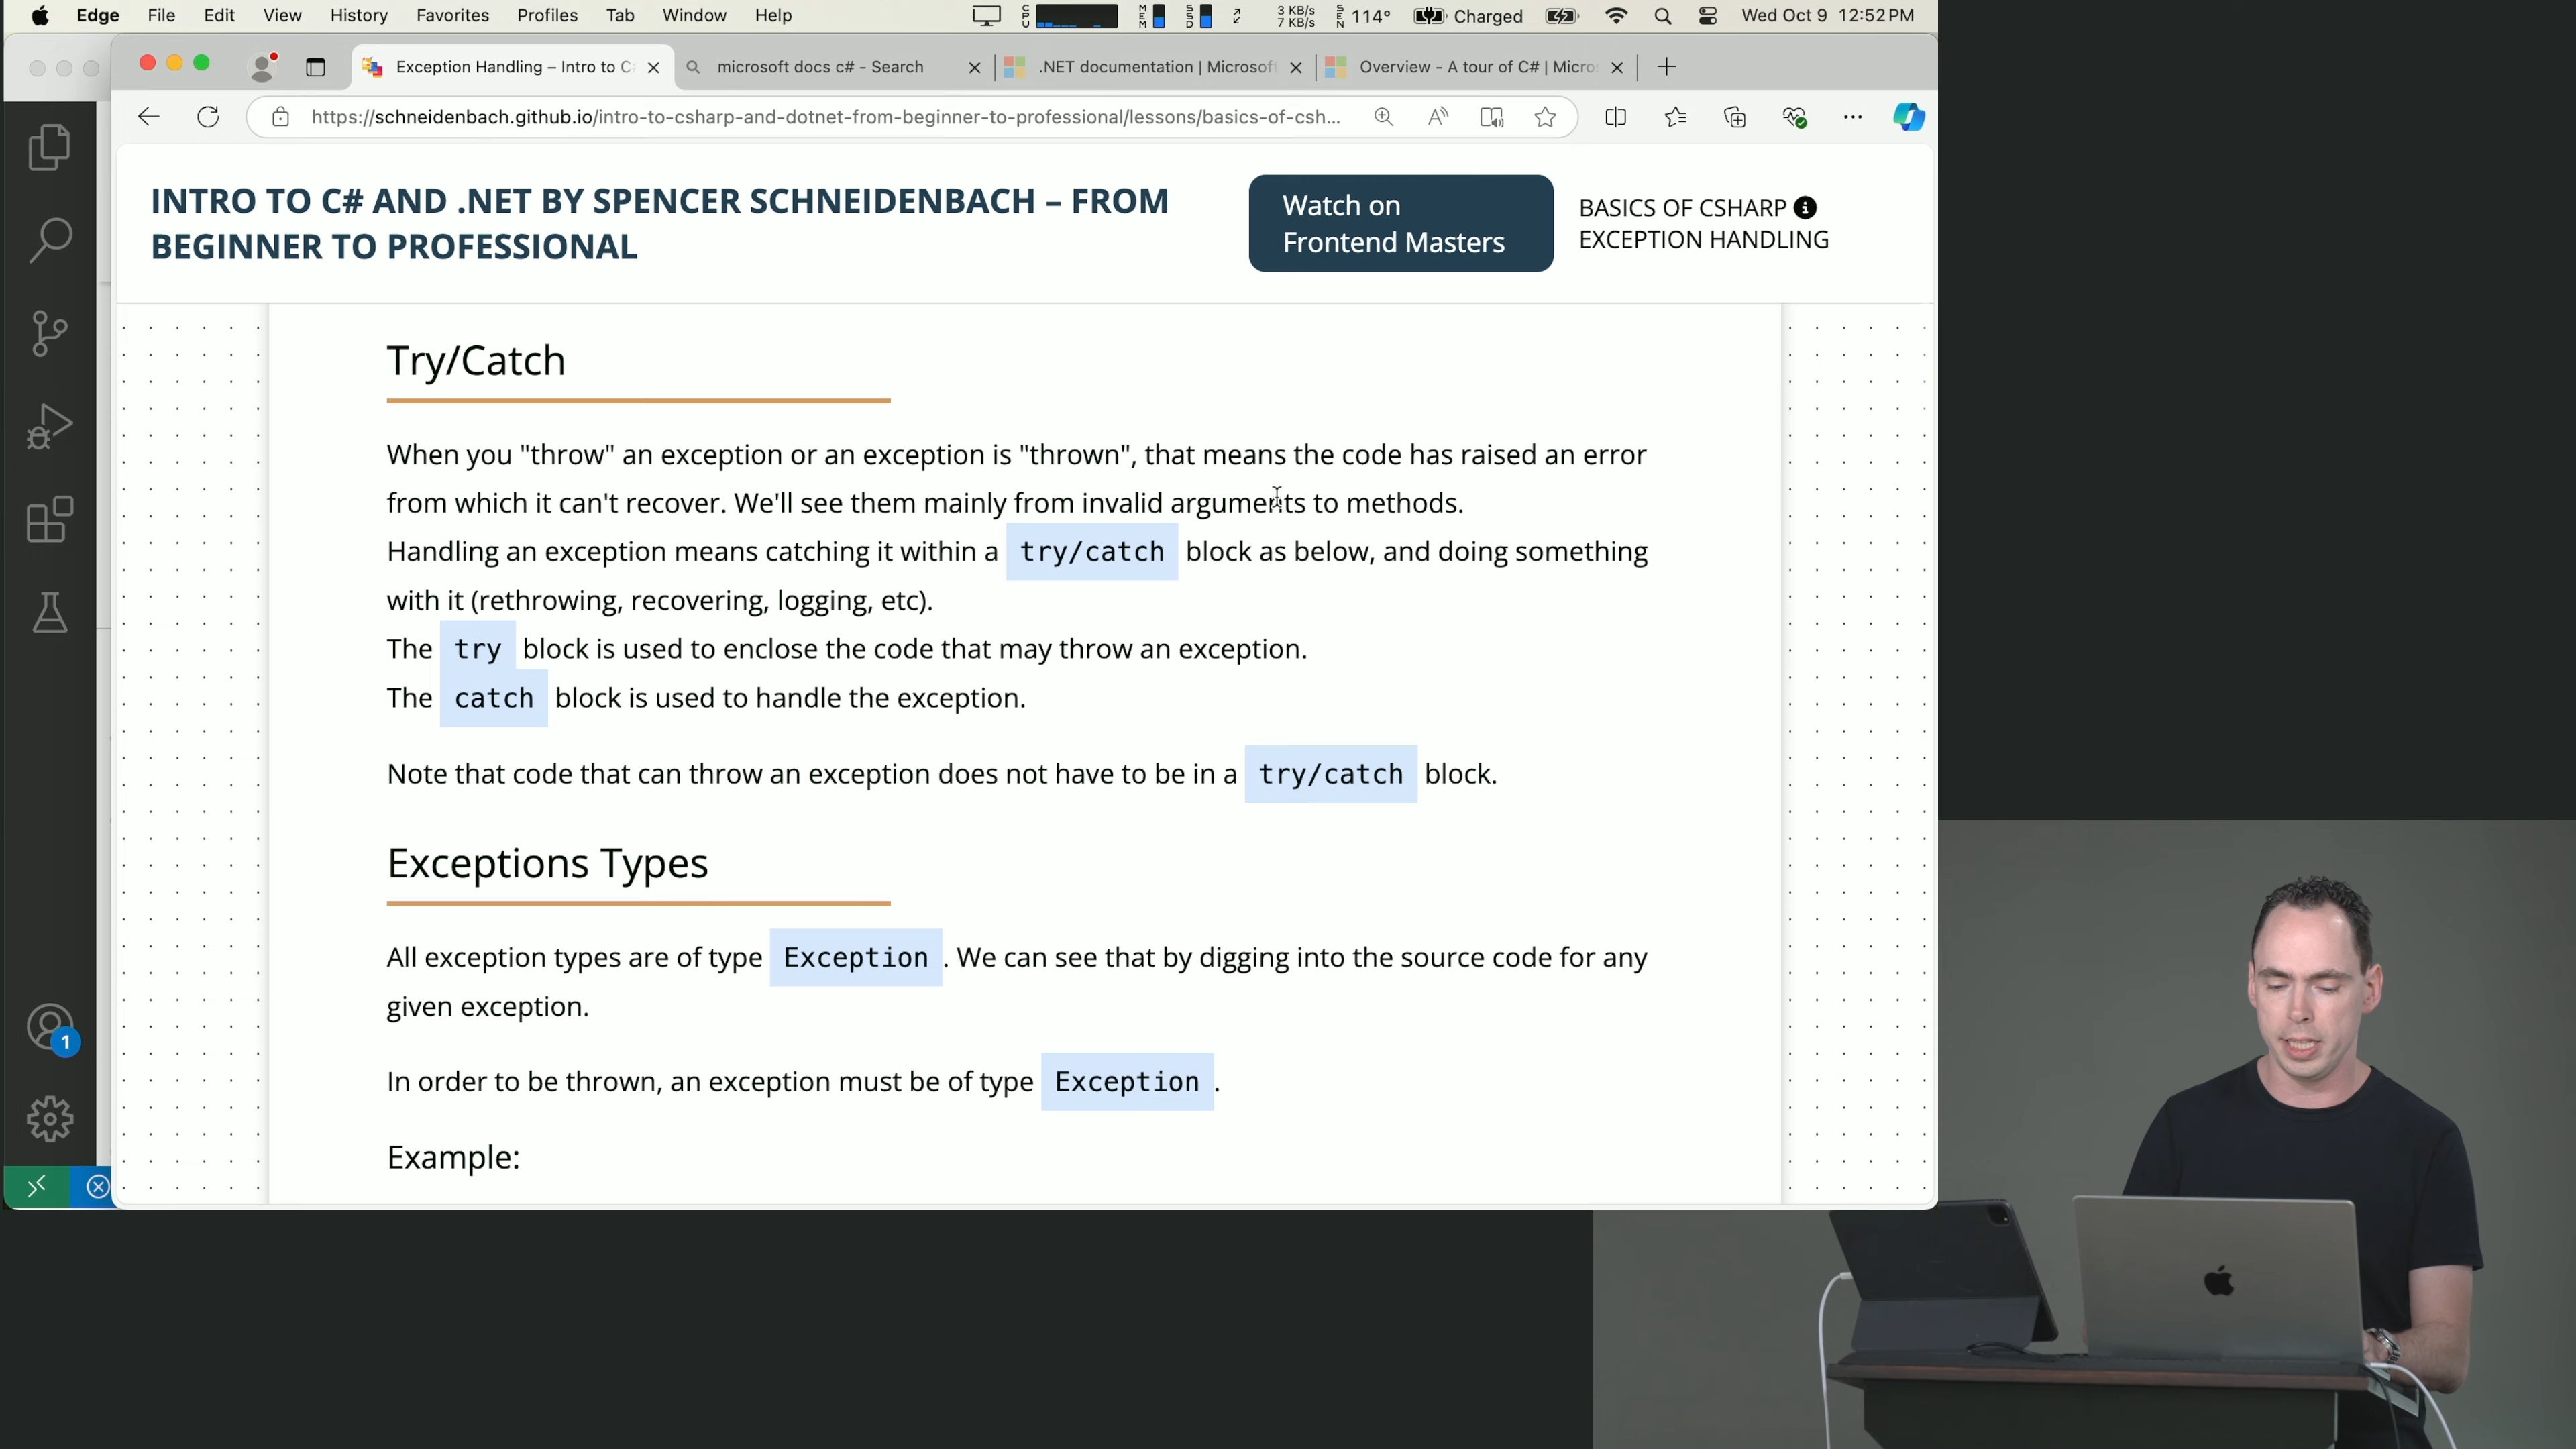 Edge File Edit View History Favorites Profiles Tab Window Help
CPU MEM SSD 3 KB/s 7 KB/s SEN 114° Charged Wed Oct 9 12:52 PM
Exception Handling – Intro to C
microsoft docs c# - Search
.NET documentation | Microsoft
Overview - A tour of C# | Micro
https://schneidenbach.github.io/intro-to-csharp-and-dotnet-from-beginner-to-professional/lessons/basics-of-csh...
INTRO TO C# AND .NET BY SPENCER SCHNEIDENBACH – FROM
BEGINNER TO PROFESSIONAL
Watch on
Frontend Masters
BASICS OF CSHARP
EXCEPTION HANDLING
Try/Catch
When you "throw" an exception or an exception is "thrown", that means the code has raised an error
from which it can't recover. We'll see them mainly from invalid arguments to methods.
Handling an exception means catching it within a try/catch block as below, and doing something
with it (rethrowing, recovering, logging, etc).
The try block is used to enclose the code that may throw an exception.
The catch block is used to handle the exception.
Note that code that can throw an exception does not have to be in a try/catch block.
Exceptions Types
All exception types are of type Exception. We can see that by digging into the source code for any
given exception.
In order to be thrown, an exception must be of type Exception.
Example:
1